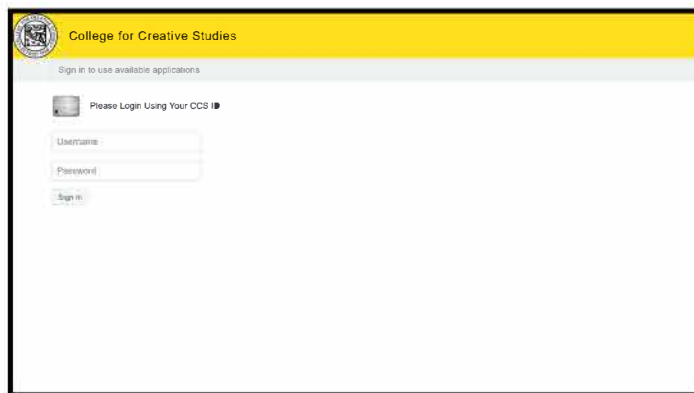 College for Creative Studies
Sign in to use available applications
Please Login Using Your CCS ID
Username
Password
Sign in